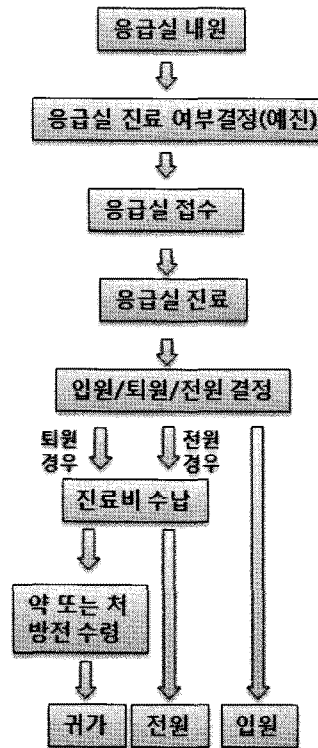 응급실 내원
응급실 진료 여부결정(예진)
응급실 접수
응급실 진료
입원/퇴원/전원 결정
퇴원
경우
전원
경우
진료비 수납
약 또는 처
방전 수령
귀가
전원
입원